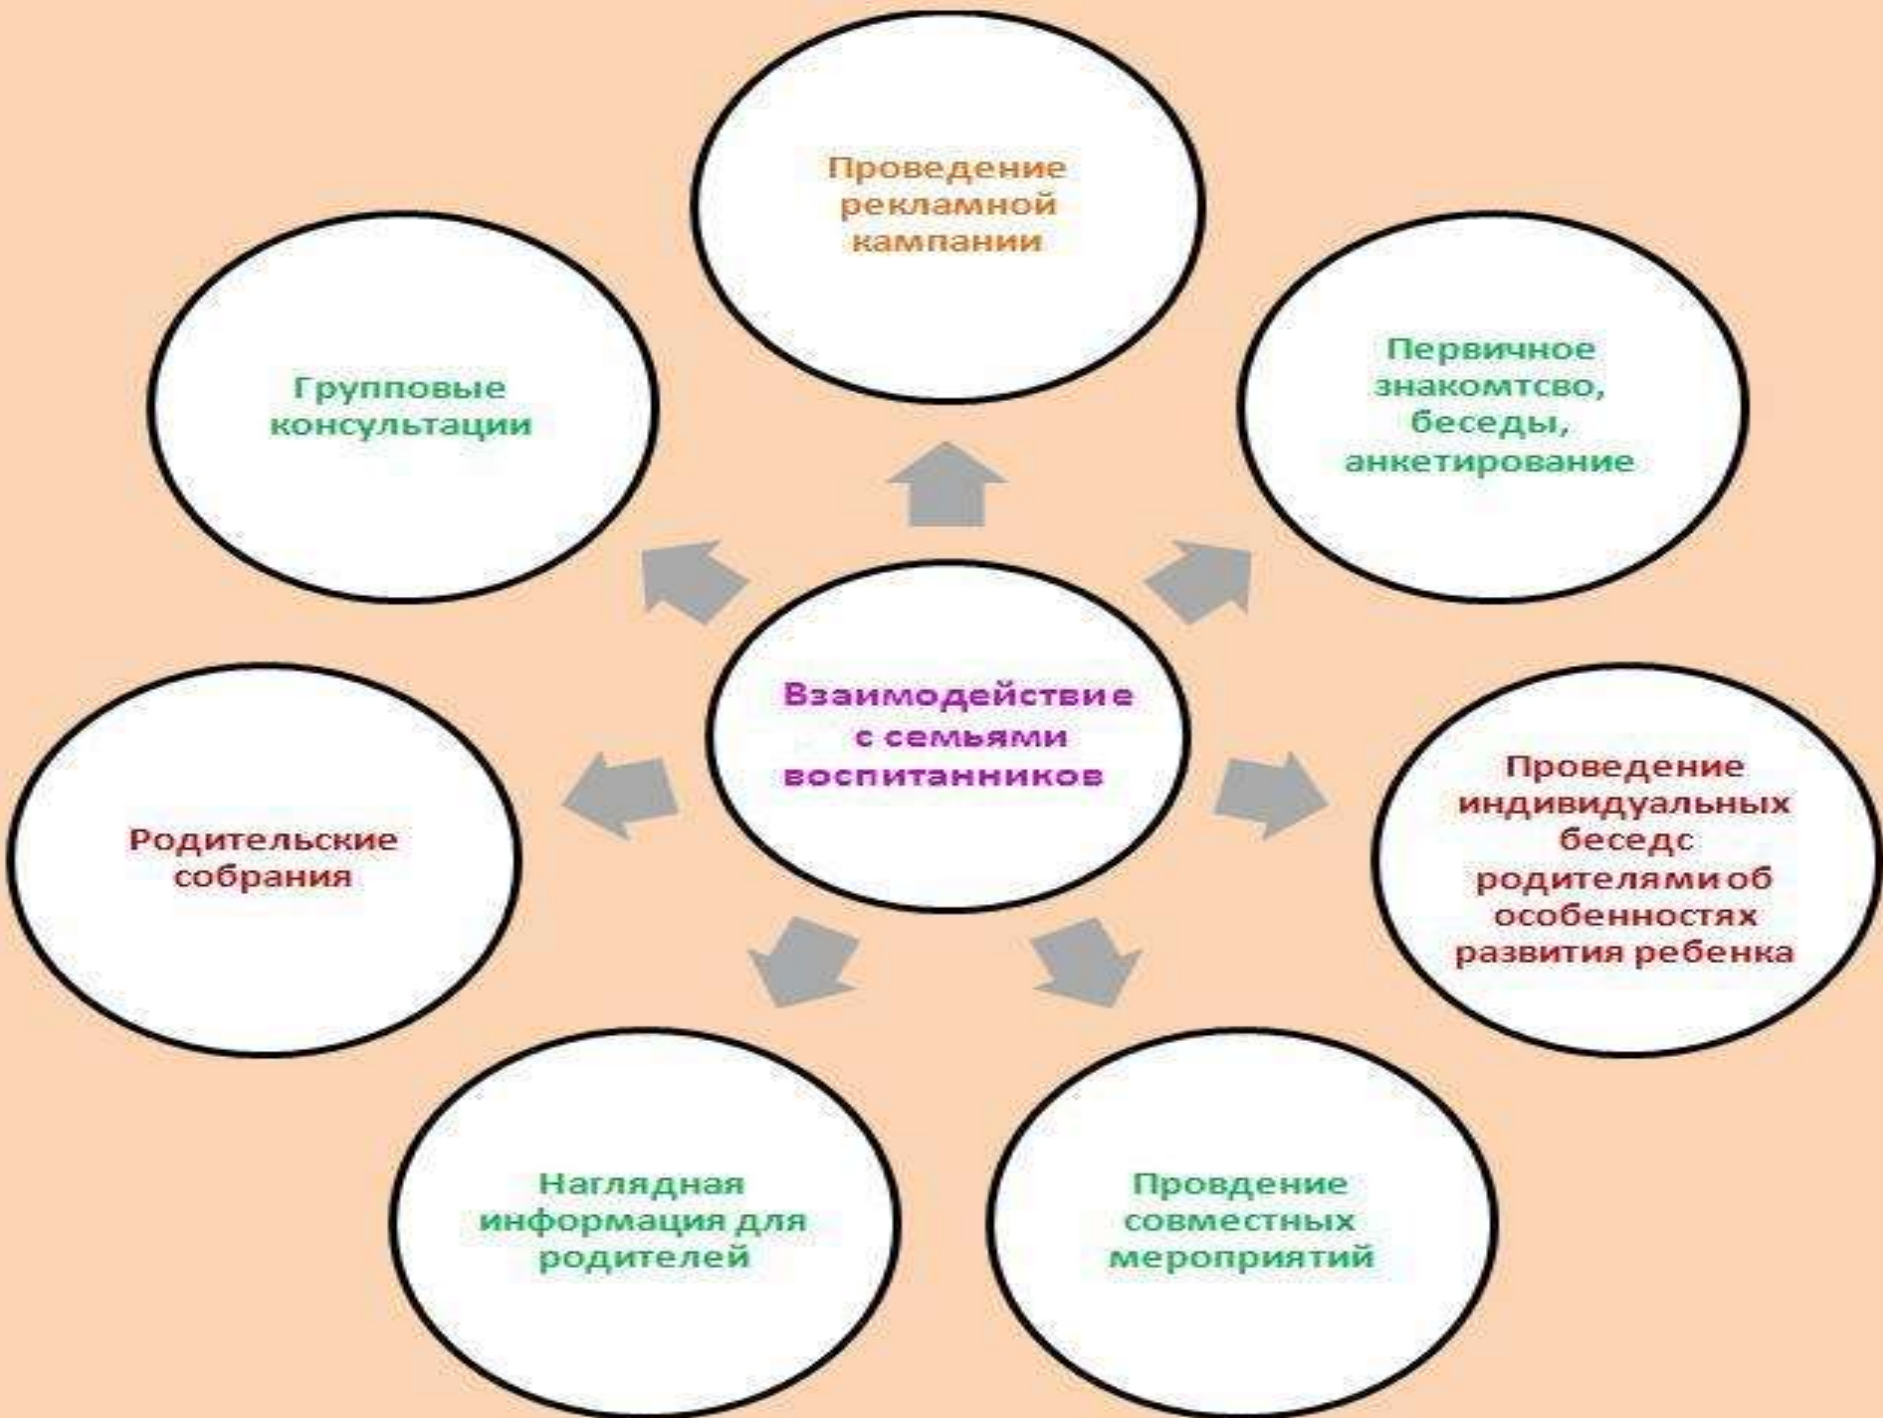 Проведение
рекламной
кампании
Групповые
консультации
Первичное
знакомтсво,
беседы,
анкетирование
Взаимодействие
с семьями
воспитанников
Родительские
собрания
Проведение
индивидуальных
беседс
родителями об
особенностях
развития ребенка
Наглядная
информация для
родителей
Провдение
совместных
мероприятий